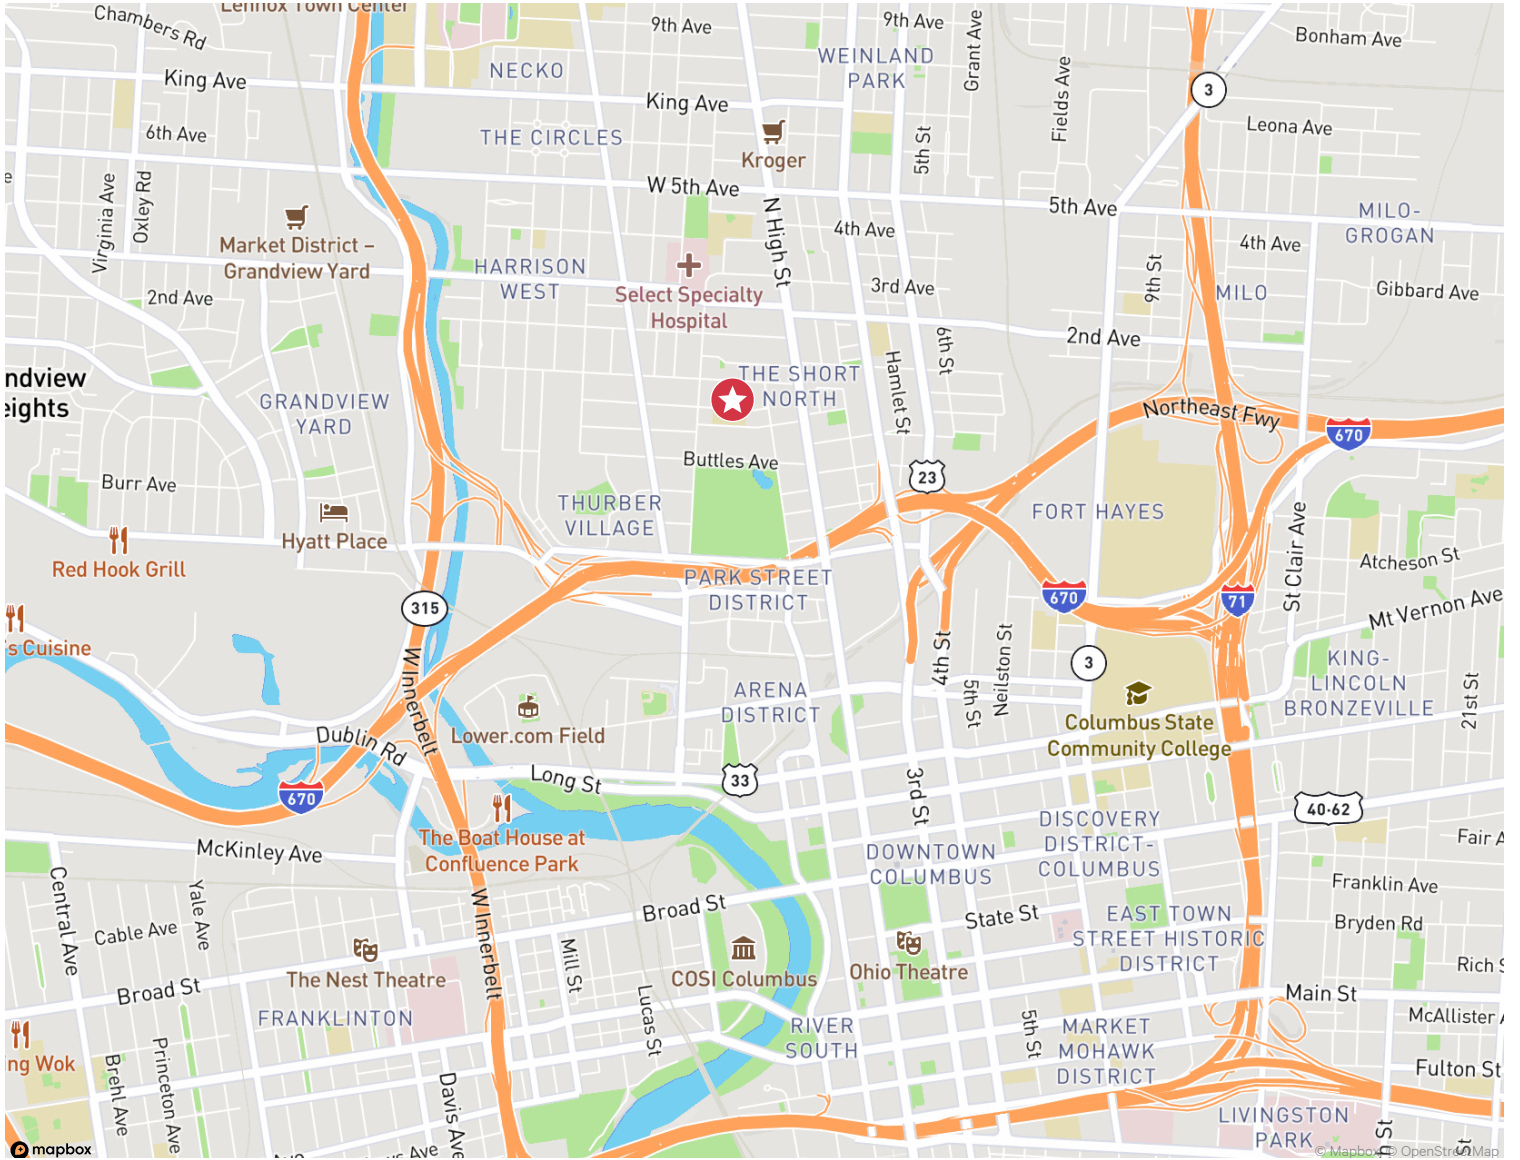 Lennox Town Center
Chambers Rd
9th Ave
9th Ave
Grant Ave
Bonham Ave
WEINLAND
PARK
NECKO
King Ave
King Ave
3
Fields Ave
6th Ave
THE CIRCLES
Kroger
5th St
Leona Ave
W 5th Ave
5th Ave
Virginia Ave
Oxley Rd
Market District –
Grandview Yard
N High St
4th Ave
MILO-
GROGAN
4th Ave
HARRISON
WEST
Select Specialty
Hospital
2nd Ave
3rd Ave
9th St
MILO
Gibbard Ave
2nd Ave
6th St
Hamlet St
ndview
eights
THE SHORT
NORTH
GRANDVIEW
YARD
Northeast Fwy
670
Buttles Ave
23
Burr Ave
THURBER
VILLAGE
FORT HAYES
Hyatt Place
Red Hook Grill
St Clair Ave
Atcheson St
PARK STREET
DISTRICT
315
670
71
Mt Vernon Ave
's Cuisine
W Innerbelt
4th St
Neilston St
3
KING-
LINCOLN
BRONZEVILLE
ARENA
DISTRICT
5th St
Columbus State
Community College
21st St
Lower.com Field
Dublin Rd
Long St
33
3rd St
670
40-62
The Boat House at
Confluence Park
DISCOVERY
DISTRICT-
COLUMBUS
McKinley Ave
DOWNTOWN
COLUMBUS
Fair A
Central Ave
Yale Ave
W Innerbelt
Broad St
State St
Franklin Ave
EAST TOWN
STREET HISTORIC
DISTRICT
Bryden Rd
Cable Ave
The Nest Theatre
Mill St
COSI Columbus
Ohio Theatre
Rich S
Broad St
Main St
FRANKLINTON
Lucas St
RIVER
SOUTH
5th St
MARKET
MOHAWK
DISTRICT
McAllister A
ng Wok
Brehl Ave
Princeton Ave
Davis Ave
Fulton St
LIVINGSTON
PARK
mapbox
© Mapbox © OpenStreetMap